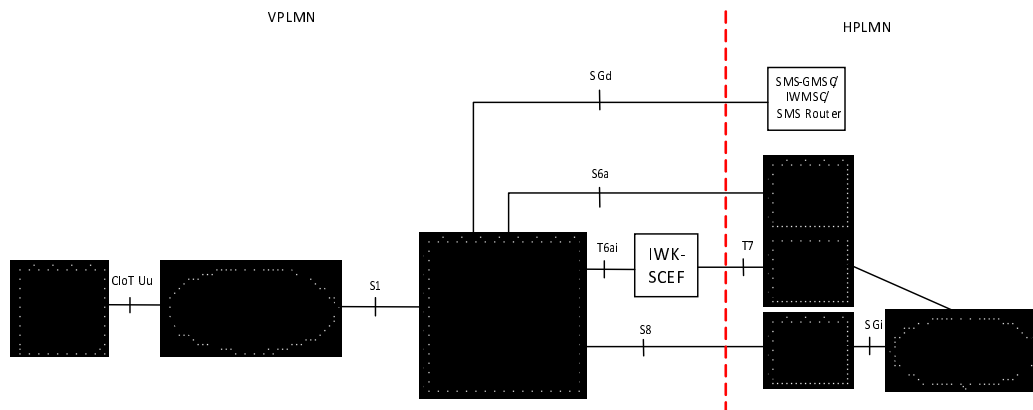 VPLMN
HPLMN
SGd
SMS-GMSC/
IWMSC/
SMS Router
S6a
T6ai
IWK-
SCEF
T7
CIoT Uu
S1
S8
SGi